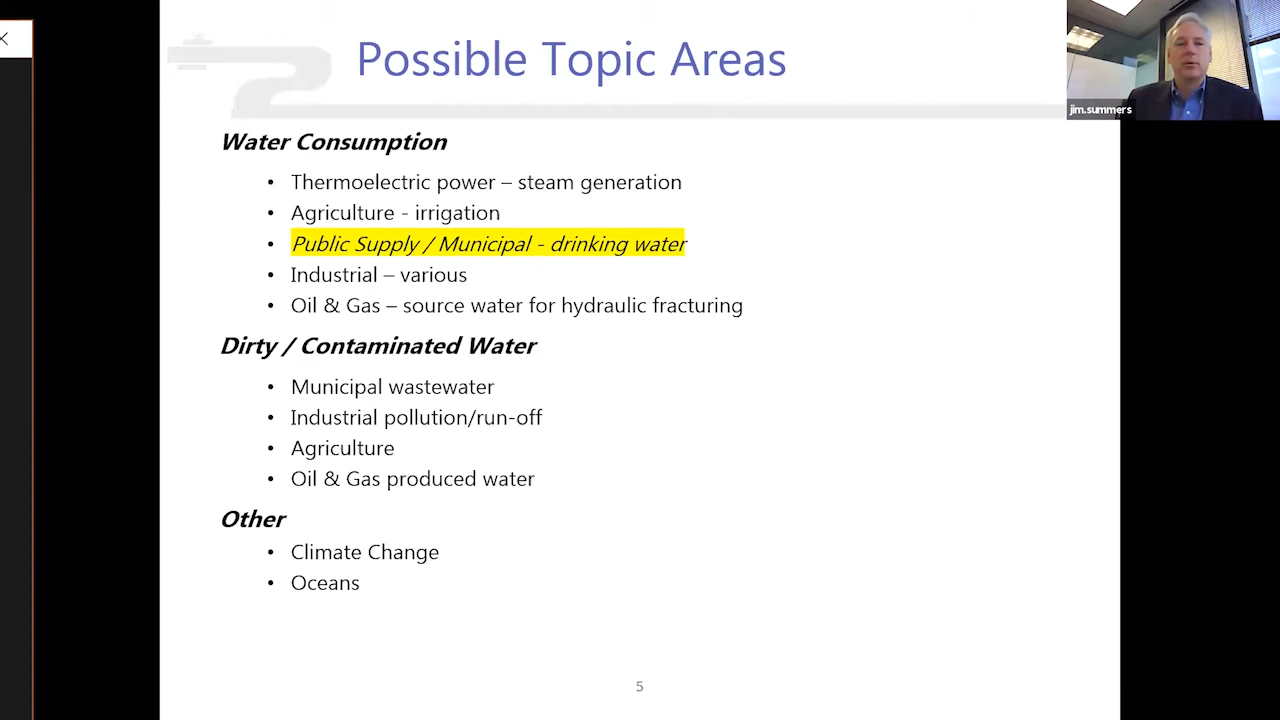 Possible Topic Areas
jim.summers
Water Consumption
• Thermoelectric power – steam generation
• Agriculture - irrigation
• Public Supply / Municipal - drinking water
• Industrial – various
• Oil & Gas – source water for hydraulic fracturing
Dirty / Contaminated Water
• Municipal wastewater
• Industrial pollution/run-off
• Agriculture
• Oil & Gas produced water
Other
• Climate Change
• Oceans
5